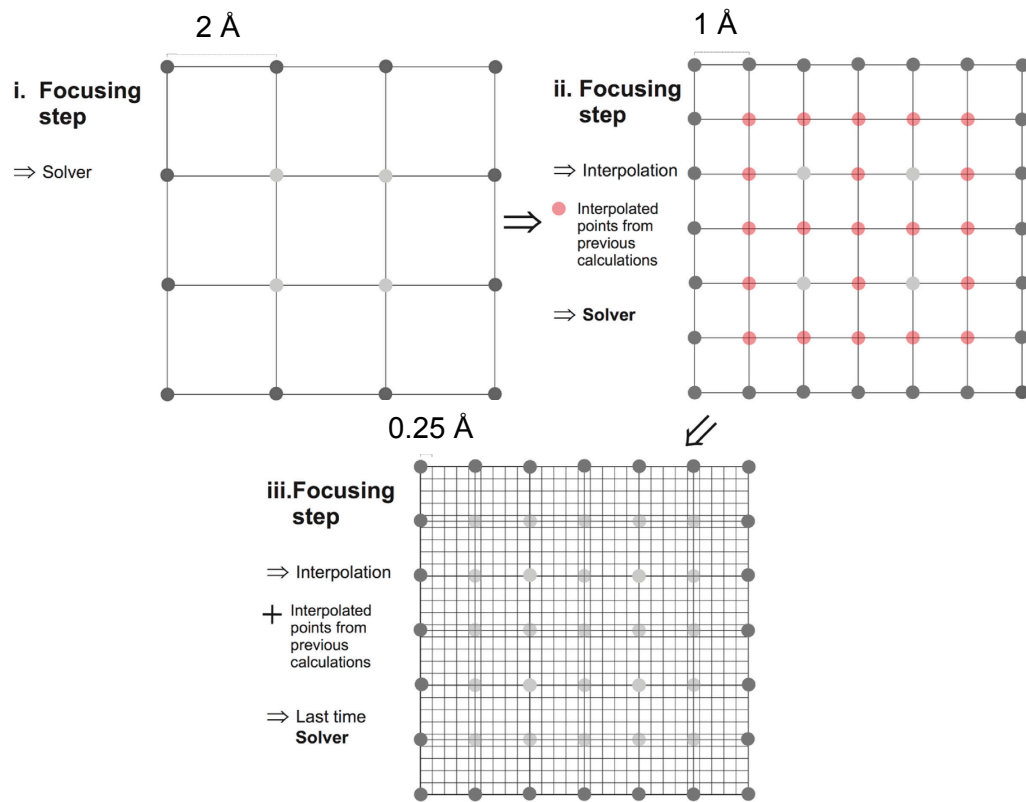 2 Å
i. Focusing
step
⇒ Solver
1 Å
ii. Focusing
step
⇒ Interpolation
Interpolated
points from
previous
calculations
⇒ Solver
0.25 Å
iii.Focusing
step
⇒ Interpolation
+ Interpolated
points from
previous
calculations
⇒ Last time
Solver